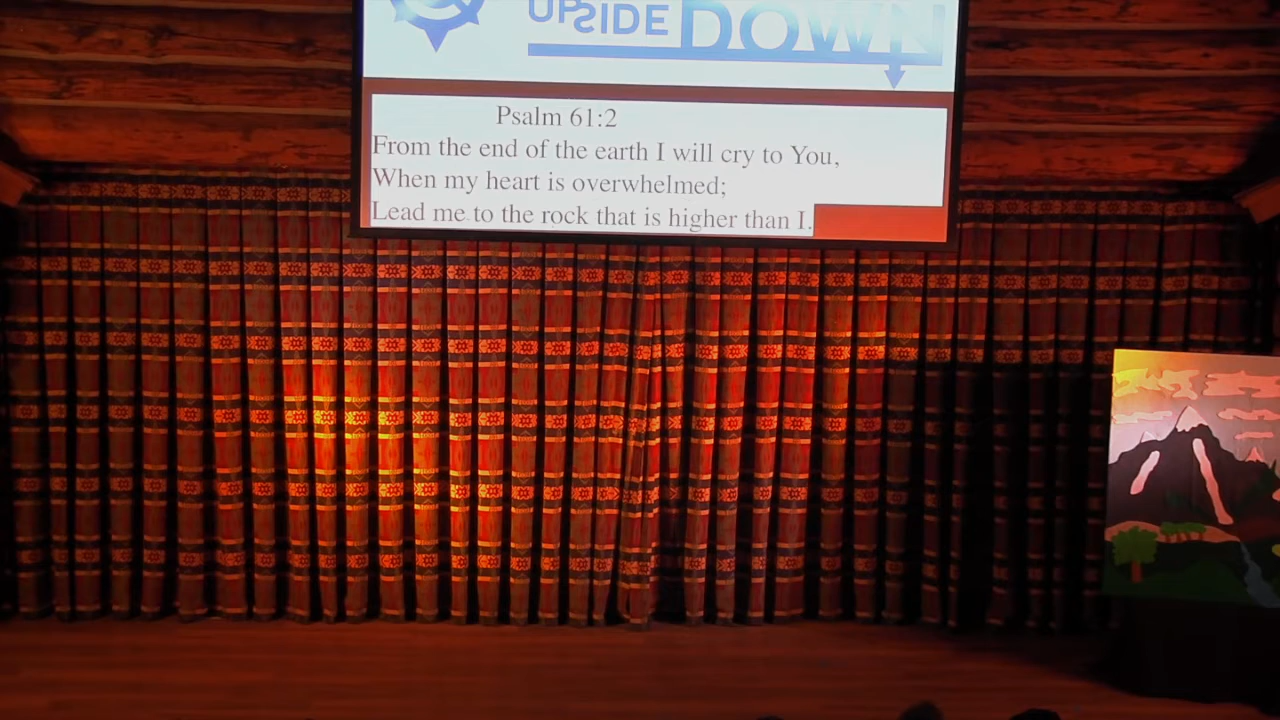 UPSIDE DOWN
Psalm 61:2
From the end of the earth I will cry to You,
When my heart is overwhelmed;
Lead me to the rock that is higher than I.